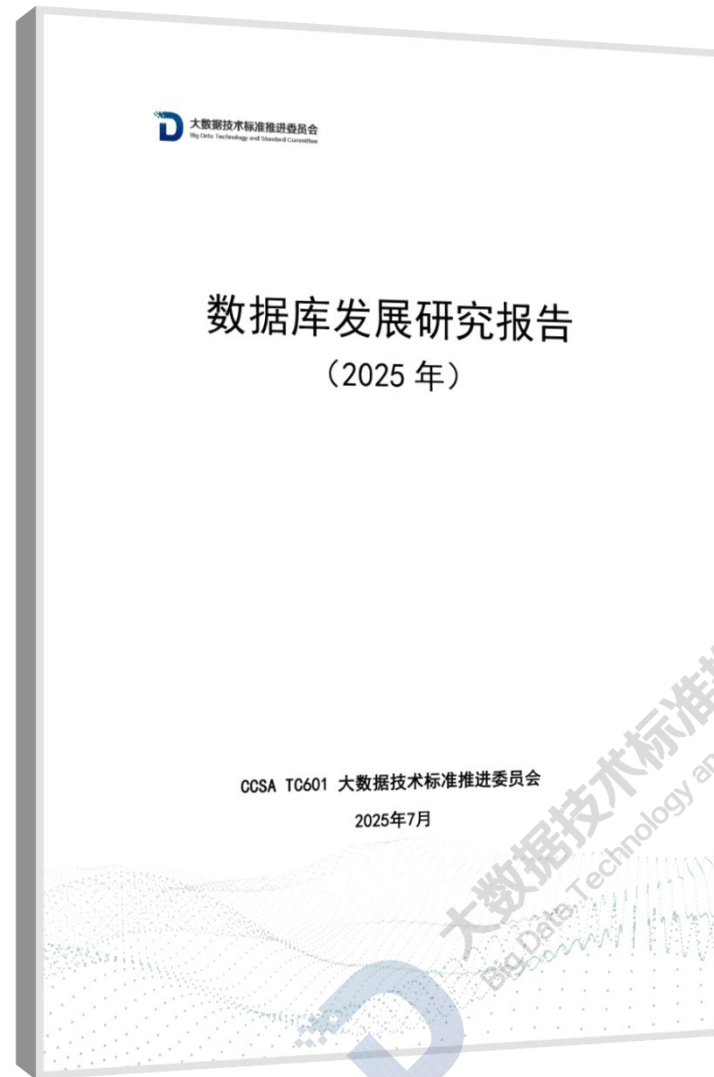 大数据技术标准推进委员会
Big Data Technology and Standard Committee
数据库发展研究报告
（2025 年）
CCSA TC601 大数据技术标准推进委员会
2025年7月
大数据技术标准
Big Data Technology an